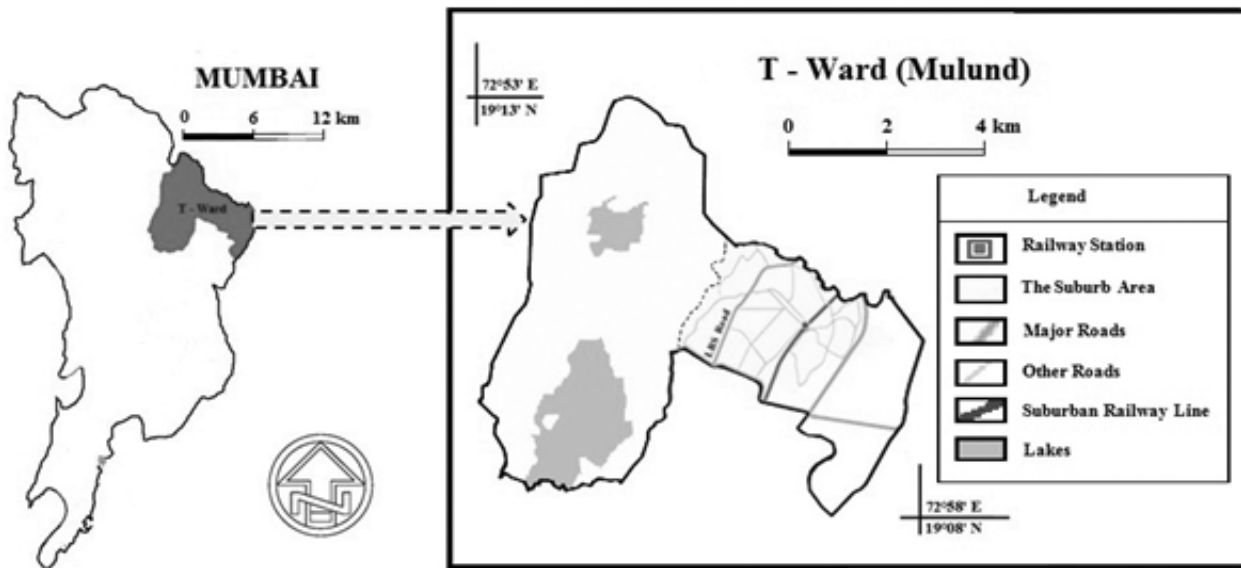 MUMBAI
0 6 12 km
T - Ward
T - Ward (Mulund)
72°53' E
19°13' N
0 2 4 km
LBS Road
Legend
Railway Station
The Suburb Area
Major Roads
Other Roads
Suburban Railway Line
Lakes
72°58' E
19°08' N
N